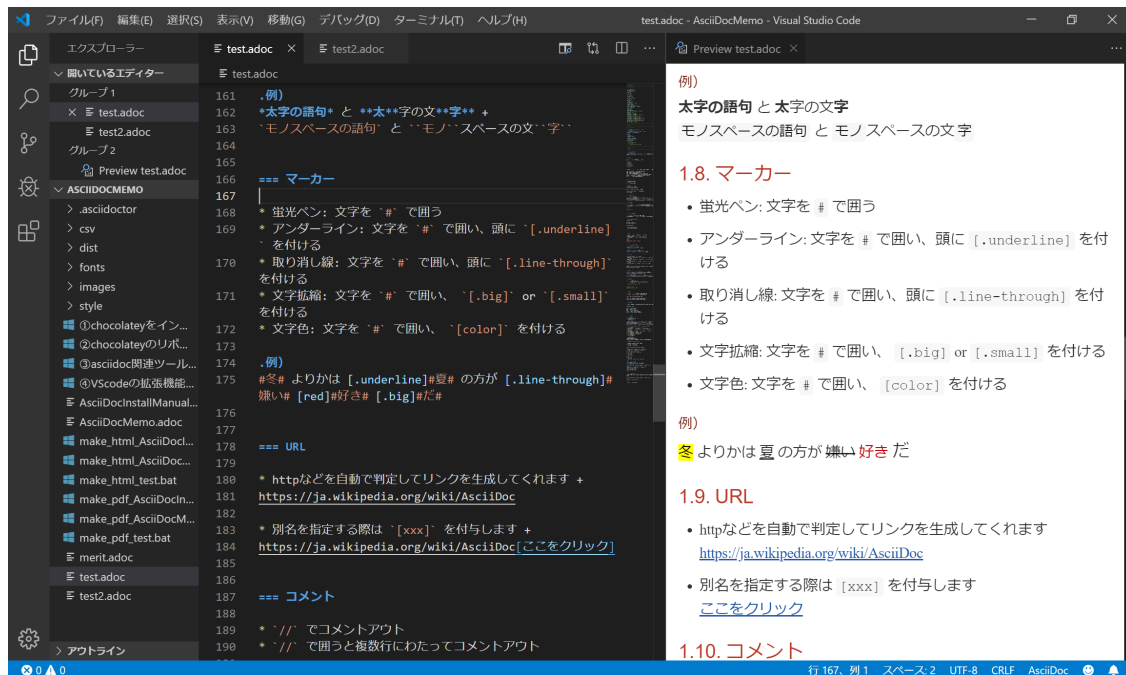 ファイル(F) 編集(E) 選択(S) 表示(V) 移動(G) デバッグ(D) ターミナル(T) ヘルプ(H) test.adoc - AsciiDocMemo - Visual Studio Code
エクスプローラー
開いているエディター
グループ 1
test.adoc
test2.adoc
グループ 2
Preview test.adoc
ASCIIDOCMEMO
.asciidoctor
csv
dist
fonts
images
style
①chocolateyをイン...
②chocolateyのリポ...
③asciidoc関連ツール...
④VScodeの拡張機能...
AsciiDocInstallManual...
AsciiDocMemo.adoc
make_html_AsciiDocI...
make_html_AsciiDoc...
make_html_test.bat
make_pdf_AsciiDocIn...
make_pdf_AsciiDocM...
make_pdf_test.bat
merit.adoc
test.adoc
test2.adoc
アウトライン
test.adoc test2.adoc
test.adoc
161 .例)
162 *太字の語句* と **太**字の文**字** +
163 `モノスペースの語句` と ``モノ``スペースの文``字``
164
165
166 === マーカー
167
168 * 蛍光ペン: 文字を `#` で囲う
169 * アンダーライン: 文字を `#` で囲い、頭に `[.underline]
` を付ける
170 * 取り消し線: 文字を `#` で囲い、頭に `[.line-through]`
を付ける
171 * 文字拡縮: 文字を `#` で囲い、 `[.big]` or `[.small]`
を付ける
172 * 文字色: 文字を `#` で囲い、 `[color]` を付ける
173
174 .例)
175 #冬# よりかは [.underline]#夏# の方が [.line-through]#
嫌い# [red]#好き# [.big]#だ#
176
177
178 === URL
179
180 * httpなどを自動で判定してリンクを生成してくれます +
181 https://ja.wikipedia.org/wiki/AsciiDoc
182
183 * 別名を指定する際は `[xxx]` を付与します +
184 https://ja.wikipedia.org/wiki/AsciiDoc[ここをクリック]
185
186
187 === コメント
188
189 * `//` でコメントアウト
190 * `//` で囲うと複数行にわたってコメントアウト
Preview test.adoc
例)
太字の語句 と 太字の文字
モノスペースの語句 と モノスペースの文字
1.8. マーカー
蛍光ペン: 文字を # で囲う
アンダーライン: 文字を # で囲い、頭に [.underline] を付
ける
取り消し線: 文字を # で囲い、頭に [.line-through] を付
ける
文字拡縮: 文字を # で囲い、 [.big] or [.small] を付ける
文字色: 文字を # で囲い、 [color] を付ける
例)
冬 よりかは 夏 の方が 嫌い 好き だ
1.9. URL
httpなどを自動で判定してリンクを生成してくれます
https://ja.wikipedia.org/wiki/AsciiDoc
別名を指定する際は [xxx] を付与します
ここをクリック
1.10. コメント
0 0 行 167、列 1 スペース: 2 UTF-8 CRLF AsciiDoc